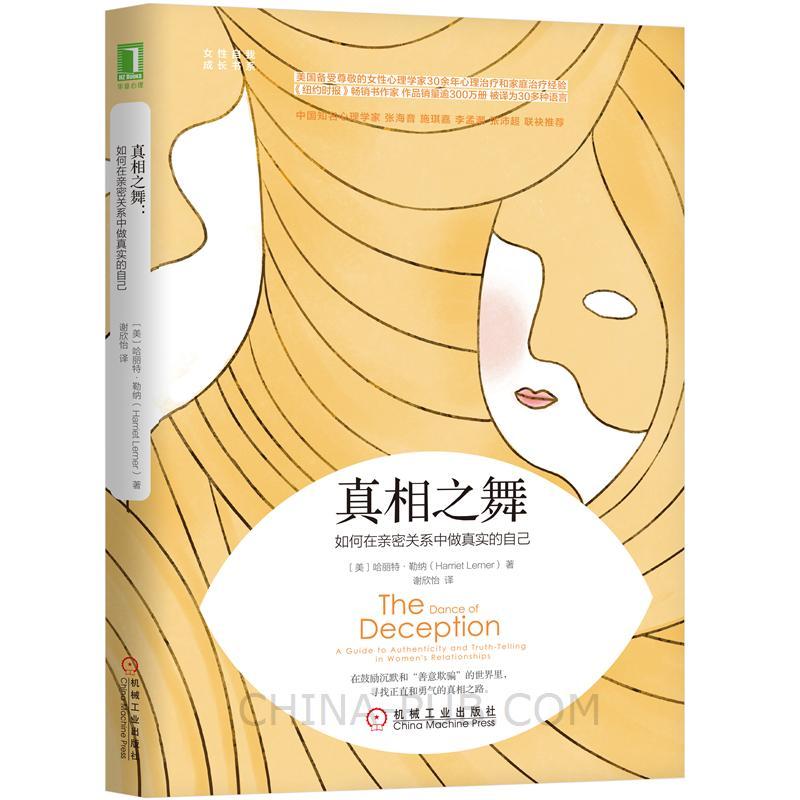 HZ BOOKS
华章心理
真相之舞：
如何在亲密关系中做真实的自己
［美］哈丽特·勒纳（Harriet Lerner）著
谢欣怡 译
机械工业出版社
China Machine Press
女性自我
成长书系
美国备受尊敬的女性心理学家30余年心理治疗和家庭治疗经验
《纽约时报》畅销书作家 作品销量逾300万册 被译为30多种语言
中国知名心理学家 张海音 施琪嘉 李孟潮 张沛超 联袂推荐
真相之舞
如何在亲密关系中做真实的自己
［美］哈丽特·勒纳（Harriet Lerner）著
谢欣怡 译
The Dance of
Deception
A Guide to Authenticity and Truth-Telling
in Women's Relationships
在鼓励沉默和“善意欺骗”的世界里，
寻找正直和勇气的真相之路。
CHINA-PUB.COM
机械工业出版社
China Machine Press